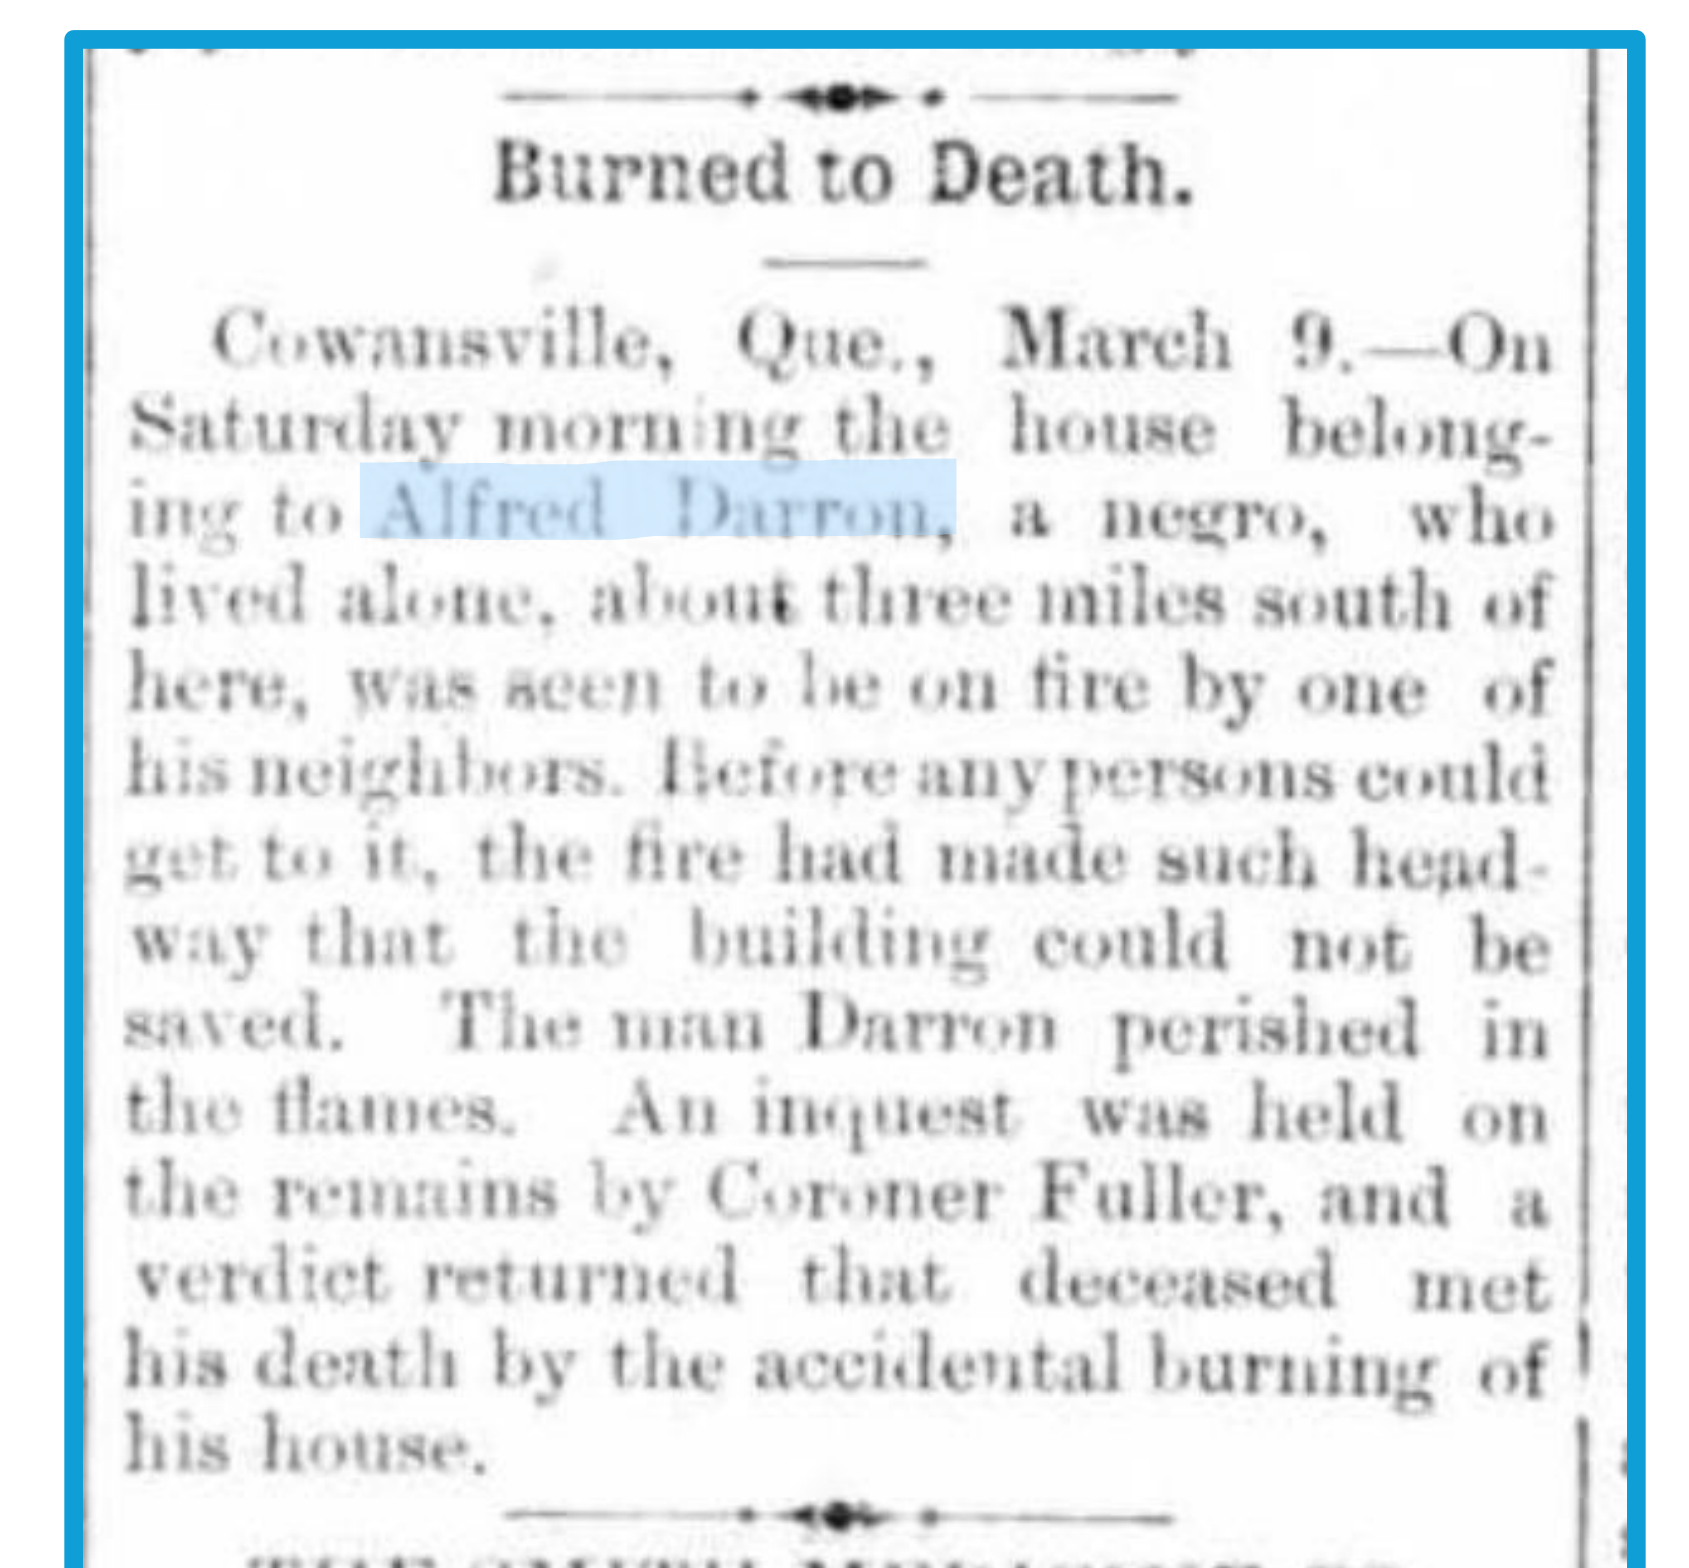 Burned to Death.
Cowansville, Que., March 9.—On
Saturday morning the house belong-
ing to Alfred Darron, a negro, who
lived alone, about three miles south of
here, was seen to be on fire by one of
his neighbors. Before any persons could
get to it, the fire had made such head-
way that the building could not be
saved. The man Darron perished in
the flames. An inquest was held on
the remains by Coroner Fuller, and a
verdict returned that deceased met
his death by the accidental burning of
his house.